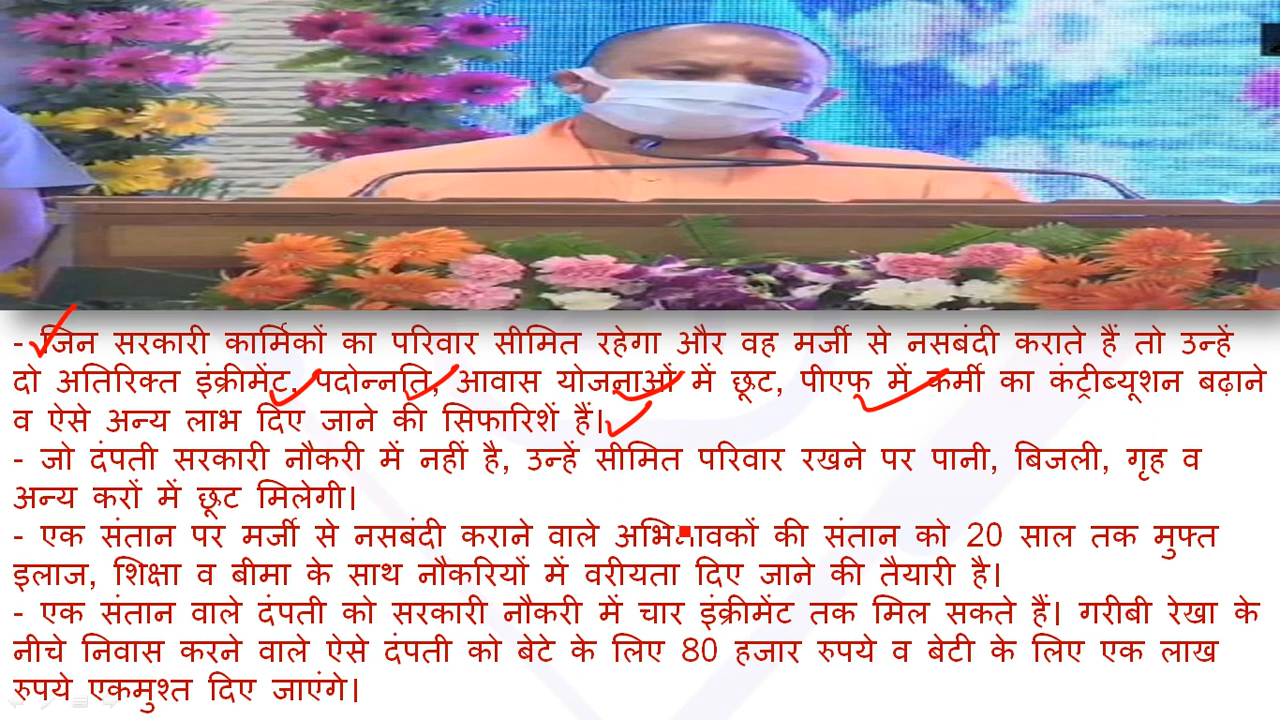 - जिन सरकारी कार्मिकों का परिवार सीमित रहेगा और वह मर्जी से नसबंदी कराते हैं तो उन्हें
दो अतिरिक्त इंक्रीमेंट, पदोन्नति, आवास योजनाओं में छूट, पीएफ में कर्मी का कंट्रीब्यूशन बढ़ाने
व ऐसे अन्य लाभ दिए जाने की सिफारिशें हैं।
- जो दंपती सरकारी नौकरी में नहीं है, उन्हें सीमित परिवार रखने पर पानी, बिजली, गृह व
अन्य करों में छूट मिलेगी।
- एक संतान पर मर्जी से नसबंदी कराने वाले अभिभावकों की संतान को 20 साल तक मुफ्त
इलाज, शिक्षा व बीमा के साथ नौकरियों में वरीयता दिए जाने की तैयारी है।
- एक संतान वाले दंपती को सरकारी नौकरी में चार इंक्रीमेंट तक मिल सकते हैं। गरीबी रेखा के
नीचे निवास करने वाले ऐसे दंपती को बेटे के लिए 80 हजार रुपये व बेटी के लिए एक लाख
रुपये एकमुश्त दिए जाएंगे।